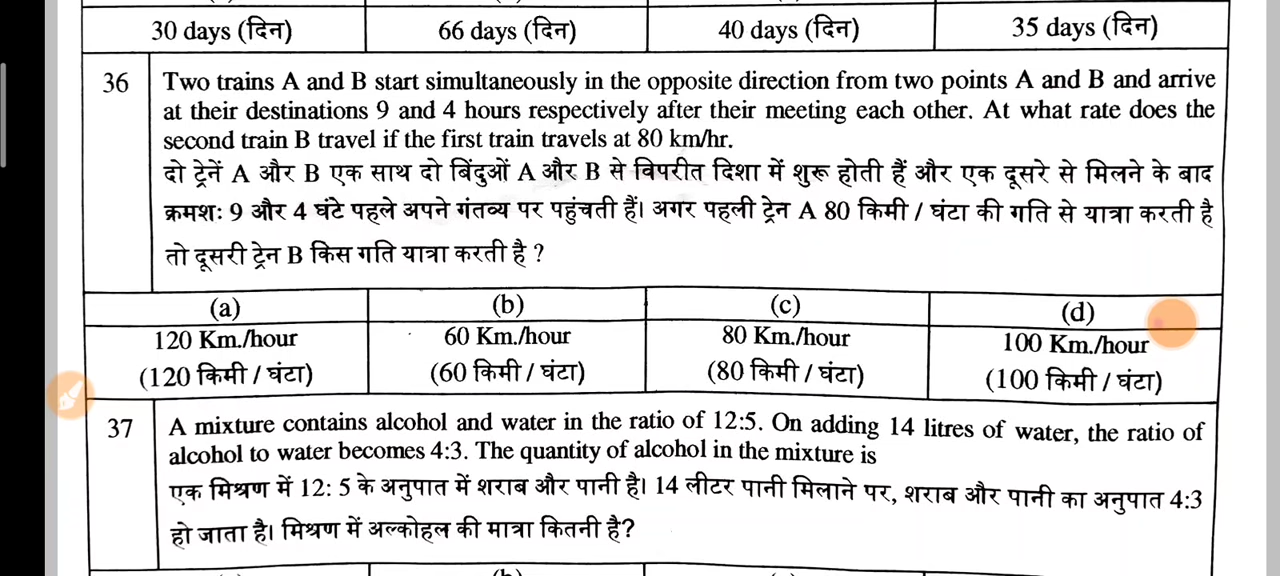 30 days (दिन) 66 days (दिन) 40 days (दिन) 35 days (दिन)
36 Two trains A and B start simultaneously in the opposite direction from two points A and B and arrive
at their destinations 9 and 4 hours respectively after their meeting each other. At what rate does the
second train B travel if the first train travels at 80 km/hr.
दो ट्रेनें A और B एक साथ दो बिंदुओं A और B से विपरीत दिशा में शुरू होती हैं और एक दूसरे से मिलने के बाद
क्रमशः 9 और 4 घंटे पहले अपने गंतव्य पर पहुंचती हैं। अगर पहली ट्रेन A 80 किमी / घंटा की गति से यात्रा करती है
तो दूसरी ट्रेन B किस गति यात्रा करती है ?
(a) (b) (c) (d)
120 Km./hour 60 Km./hour 80 Km./hour 100 Km./hour
(120 किमी / घंटा) (60 किमी / घंटा) (80 किमी / घंटा) (100 किमी / घंटा)
37 A mixture contains alcohol and water in the ratio of 12:5. On adding 14 litres of water, the ratio of
alcohol to water becomes 4:3. The quantity of alcohol in the mixture is
एक मिश्रण में 12: 5 के अनुपात में शराब और पानी है। 14 लीटर पानी मिलाने पर, शराब और पानी का अनुपात 4:3
हो जाता है। मिश्रण में अल्कोहल की मात्रा कितनी है?